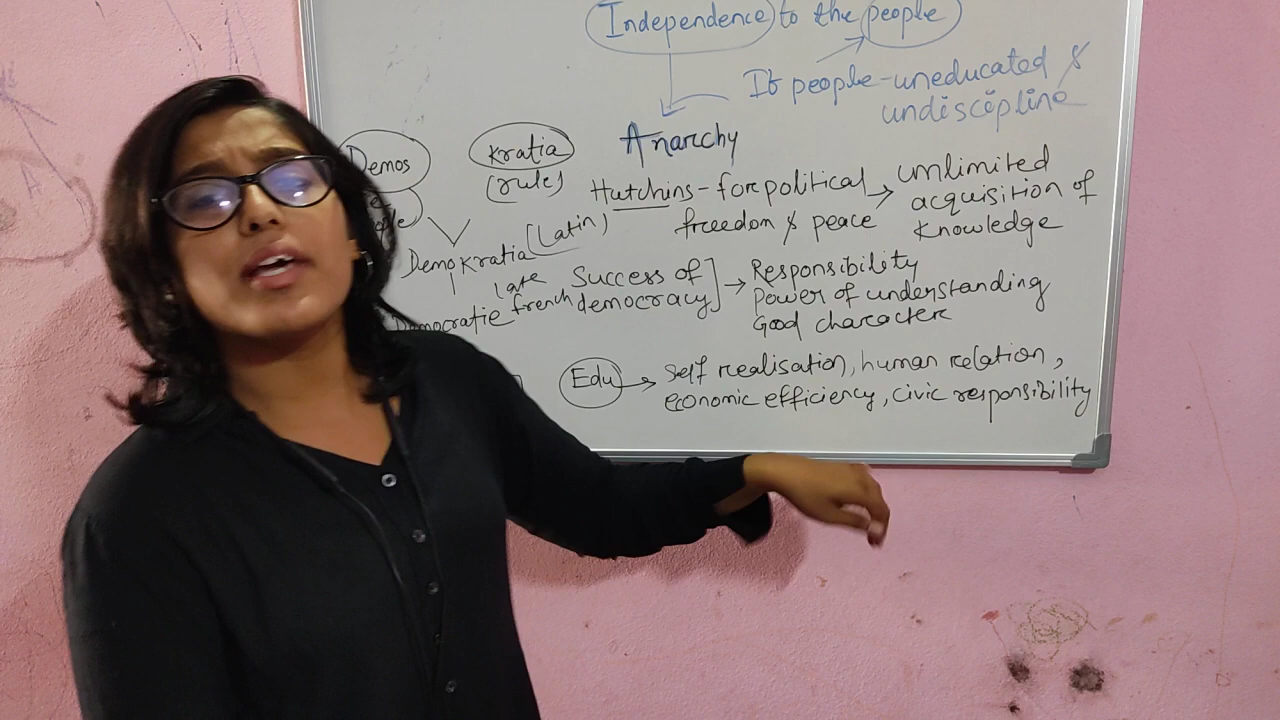 Independence to the people
If people - uneducated &
undiscipline
Anarchy
Demos
Kratia
(rule)
Demokratia (Latin)
late
french
Democratie
Hutchins - for political → unlimited
freedom & peace acquisition of
knowledge
Success of
democracy] → Responsibility
Power of understanding
Good character
Edu → self realisation, human relation,
economic efficiency, civic responsibility